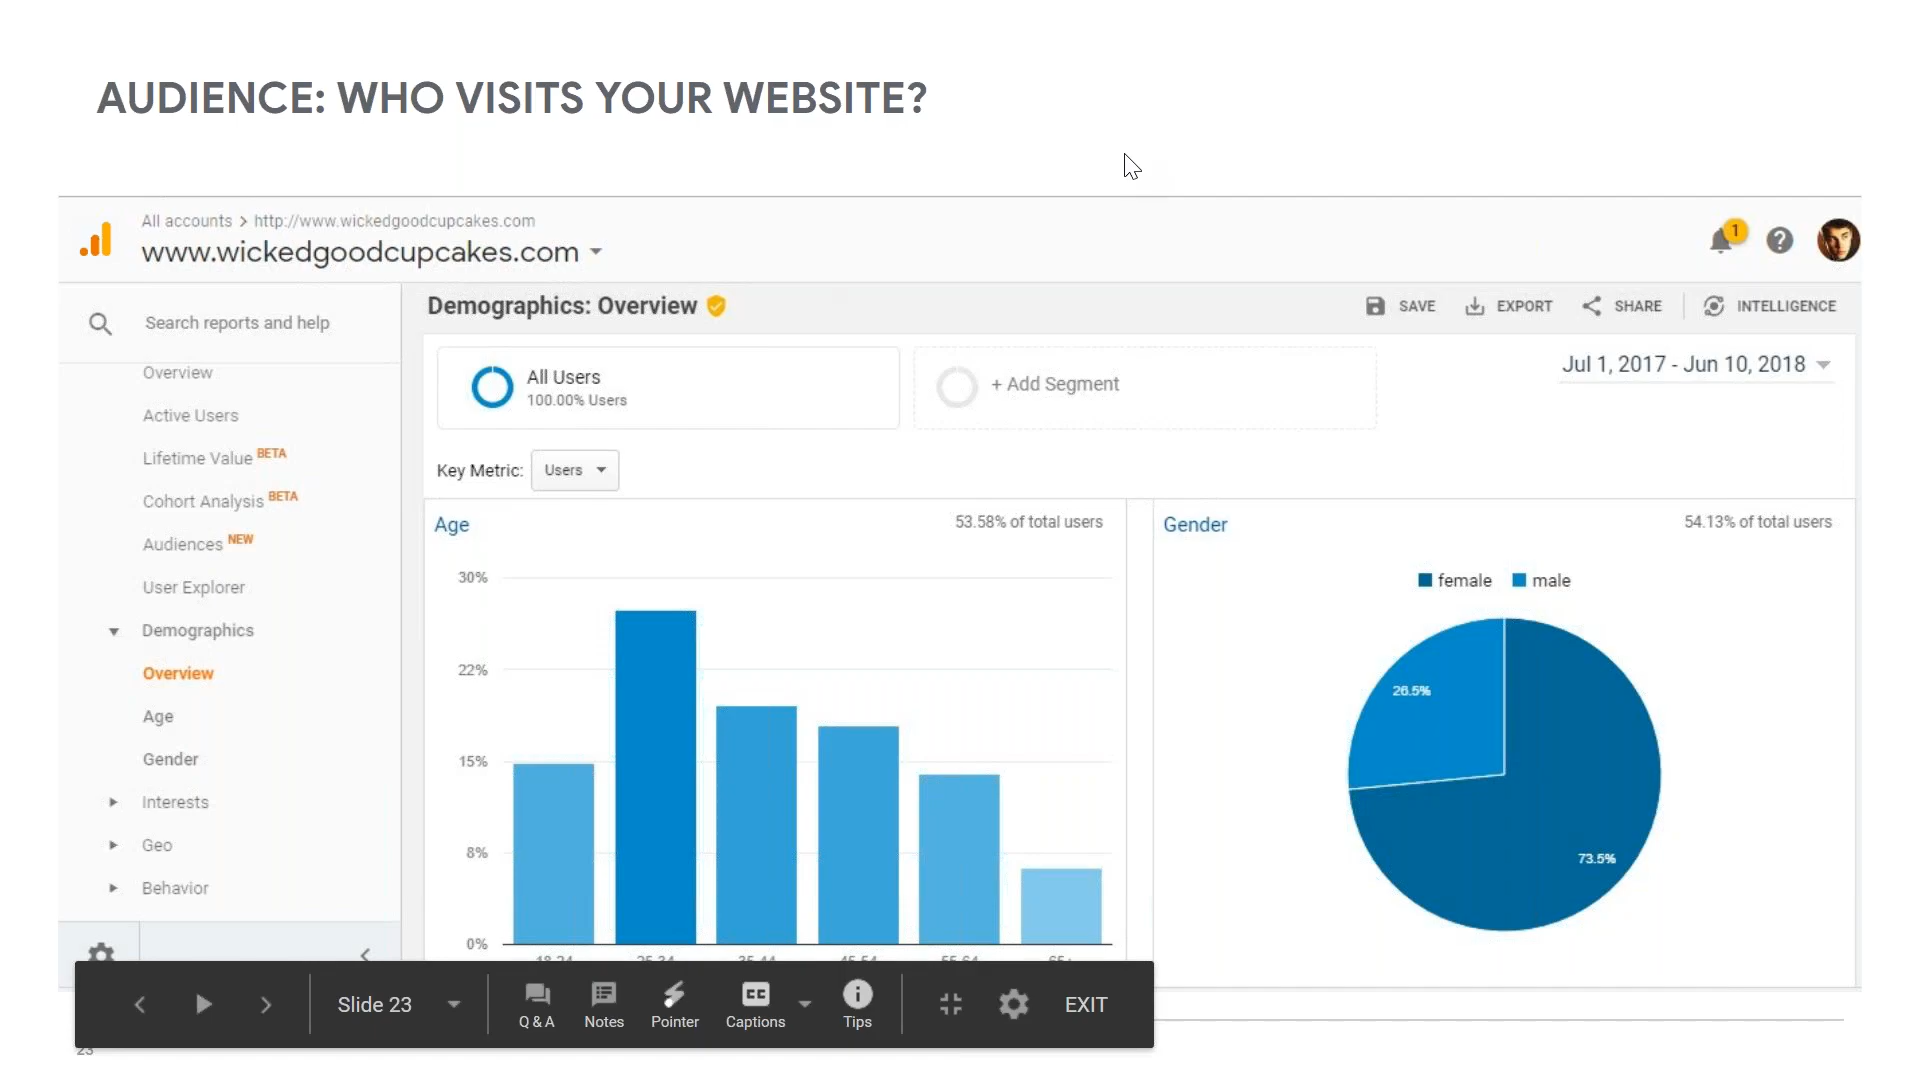 AUDIENCE: WHO VISITS YOUR WEBSITE?
All accounts > http://www.wickedgoodcupcakes.com
www.wickedgoodcupcakes.com
1
Search reports and help
Overview
Active Users
Lifetime Value BETA
Cohort Analysis BETA
Audiences NEW
User Explorer
Demographics
Overview
Age
Gender
Interests
Geo
Behavior
Demographics: Overview
SAVE
EXPORT
SHARE
INTELLIGENCE
All Users
100.00% Users
+ Add Segment
Jul 1, 2017 - Jun 10, 2018
Key Metric: Users
Age
53.58% of total users
30%
22%
15%
8%
0%
Gender
54.13% of total users
female male
26.5%
73.5%
Slide 23
Q & A
Notes
Pointer
CC
Captions
Tips
EXIT
23